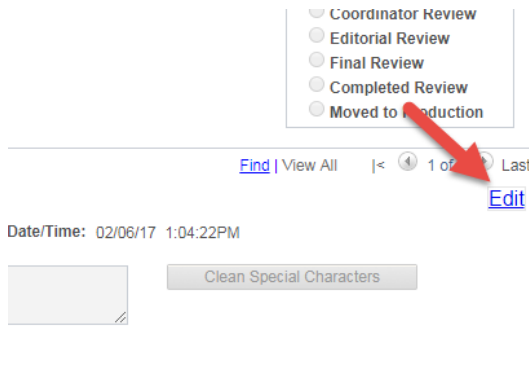 Coordinator Review
Editorial Review
Final Review
Completed Review
Moved to Production
Find | View All |< 1 of Last
Edit
Date/Time: 02/06/17 1:04:22PM
Clean Special Characters